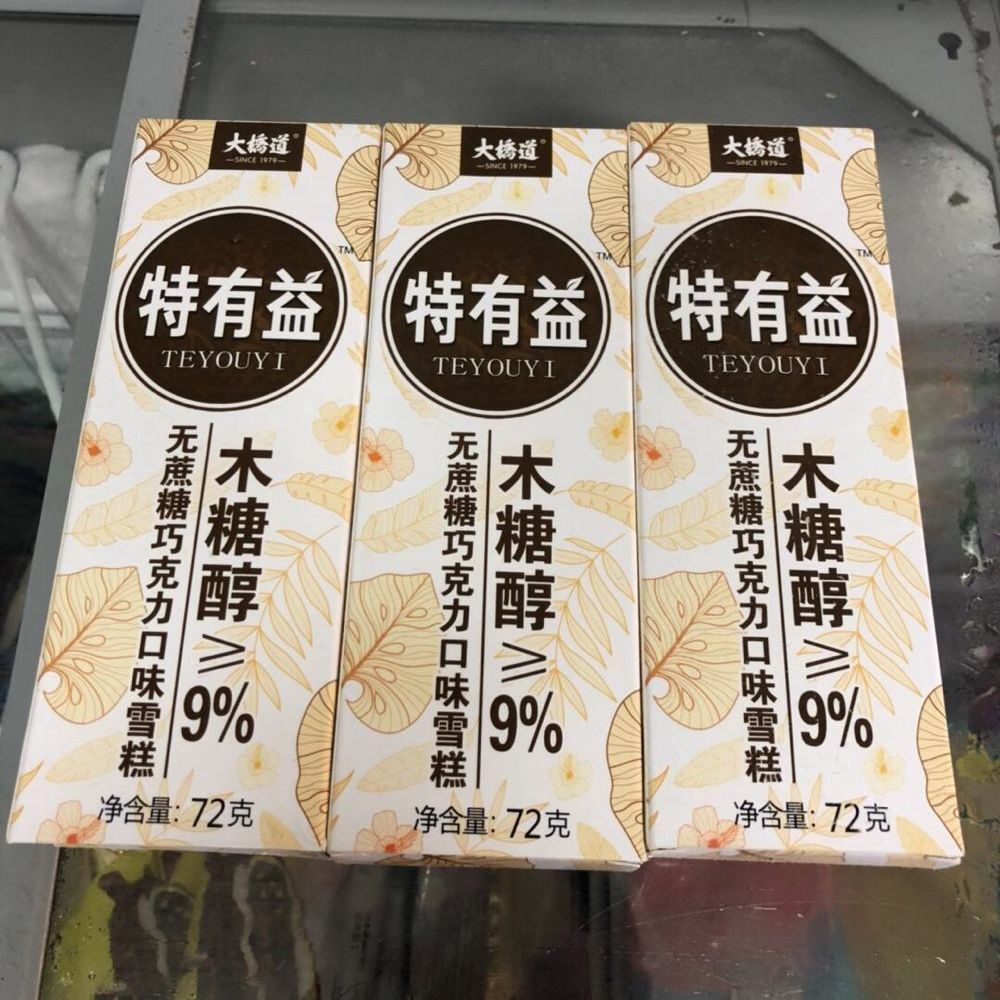 大橋道
SINCE 1979
特有益
TM
TEYOUYI
木糖醇≥9%
无蔗糖巧克力口味雪糕
净含量: 72克
大橋道
SINCE 1979
特有益
TM
TEYOUYI
木糖醇≥9%
无蔗糖巧克力口味雪糕
净含量: 72克
大橋道
SINCE 1979
特有益
TM
TEYOUYI
木糖醇≥9%
无蔗糖巧克力口味雪糕
净含量: 72克